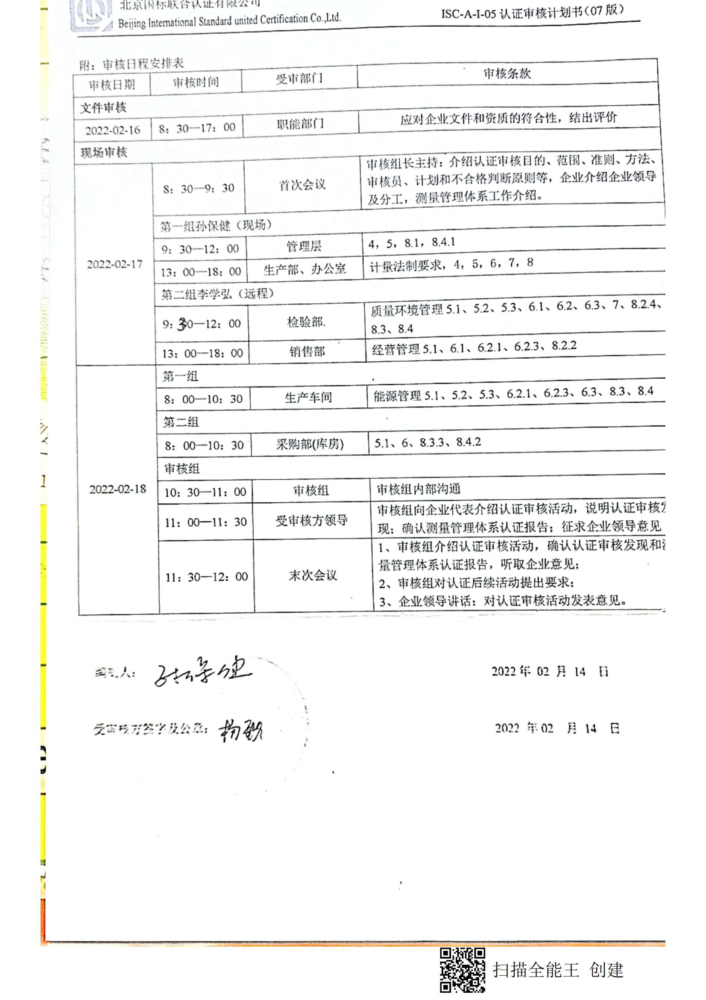 北京国标联合认证有限公司
Beijing International Standard united Certification Co.,Ltd.
ISC-A-I-05 认证审核计划书（07 版）
附：审核日程安排表
审核日期 审核时间 受审部门 审核条款
文件审核
2022-02-16 8：30—17：00 职能部门 应对企业文件和资质的符合性，结出评价
现场审核
2022-02-17
8：30—9：30 首次会议
审核组长主持：介绍认证审核目的、范围、准则、方法、
审核员、计划和不合格判断原则等，企业介绍企业领导
及分工，测量管理体系工作介绍。
第一组孙保健（现场）
9：30—12：00 管理层 4，5，8.1，8.4.1
13：00—18：00 生产部、办公室 计量法制要求，4，5，6，7，8
第二组李学弘（远程）
9：30—12：00 检验部.
质量环境管理 5.1、5.2、5.3、6.1、6.2、6.3、7、8.2.4、
8.3、8.4
13：00—18：00 销售部 经营管理 5.1、6.1、6.2.1、6.2.3、8.2.2
2022-02-18
第一组
8：00—10：30 生产车间 能源管理 5.1、5.2、5.3、6.2.1、6.2.3、6.3、8.3、8.4
第二组
8：00—10：30 采购部(库房) 5.1、6、8.3.3、8.4.2
审核组
10：30—11：00 审核组 审核组内部沟通
11：00—11：30 受审核方领导
审核组向企业代表介绍认证审核活动，说明认证审核发
现；确认测量管理体系认证报告；征求企业领导意见
11：30—12：00 末次会议
1、审核组介绍认证审核活动，确认认证审核发现和测
量管理体系认证报告，听取企业意见；
2、审核组对认证后续活动提出要求；
3、企业领导讲话：对认证审核活动发表意见。
编制人： 孙保健 2022 年 02 月 14 日
受审核方签字及公章： 2022 年 02 月 14 日
扫描全能王 创建